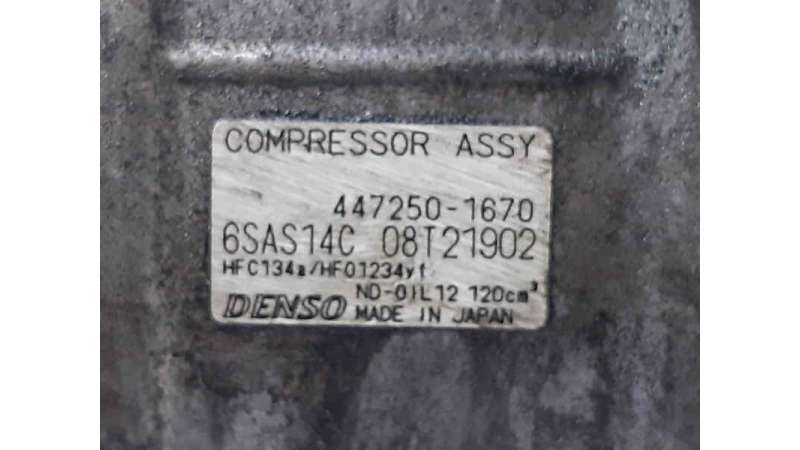 COMPRESSOR ASSY
447250-1670
6SAS14C 08T21902
HFC134a/HFO1234yf
ND-OIL12 120cm³
DENSO MADE IN JAPAN